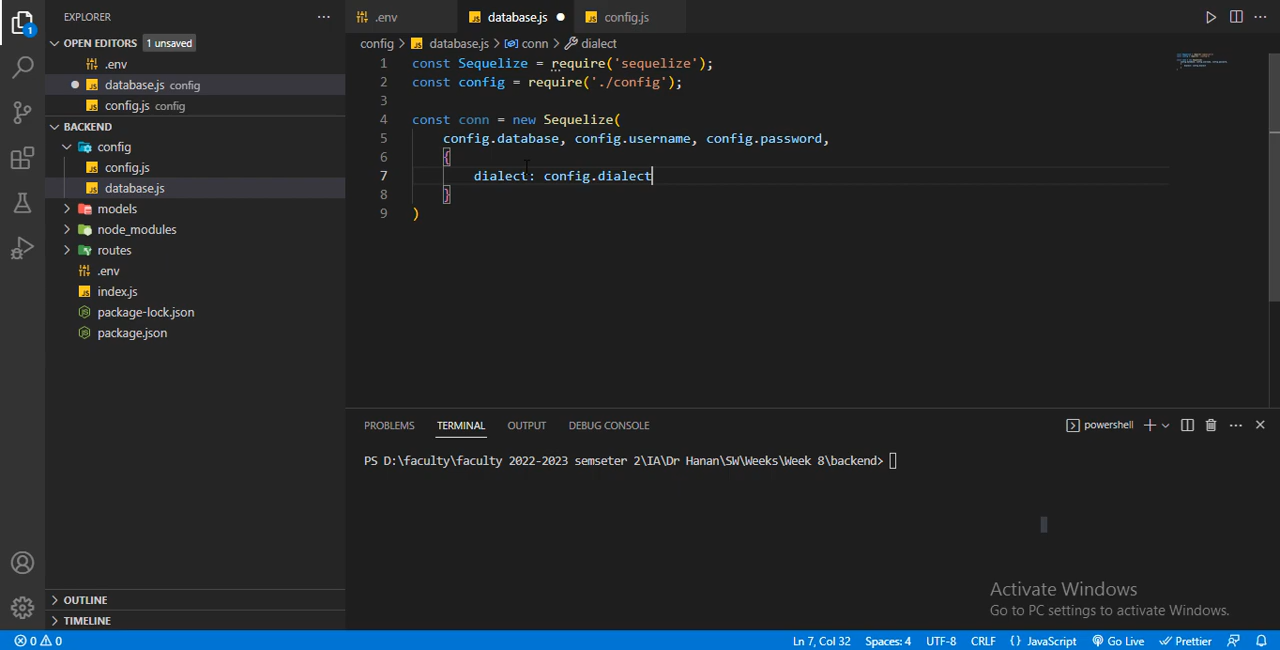 EXPLORER
OPEN EDITORS 1 unsaved
.env
database.js config
config.js config
BACKEND
config
config.js
database.js
models
node_modules
routes
.env
index.js
package-lock.json
package.json
OUTLINE
TIMELINE
.env
database.js
config.js
config > database.js > conn > dialect
1 const Sequelize = require('sequelize');
2 const config = require('./config');
3
4 const conn = new Sequelize(
5 config.database, config.username, config.password,
6 {
7 dialect: config.dialect
8 }
9 )
PROBLEMS TERMINAL OUTPUT DEBUG CONSOLE
powershell
PS D:\faculty\faculty 2022-2023 semseter 2\IA\Dr Hanan\SW\Weeks\Week 8\backend>
Activate Windows
Go to PC settings to activate Windows.
0 0
Ln 7, Col 32 Spaces: 4 UTF-8 CRLF {} JavaScript Go Live Prettier
1